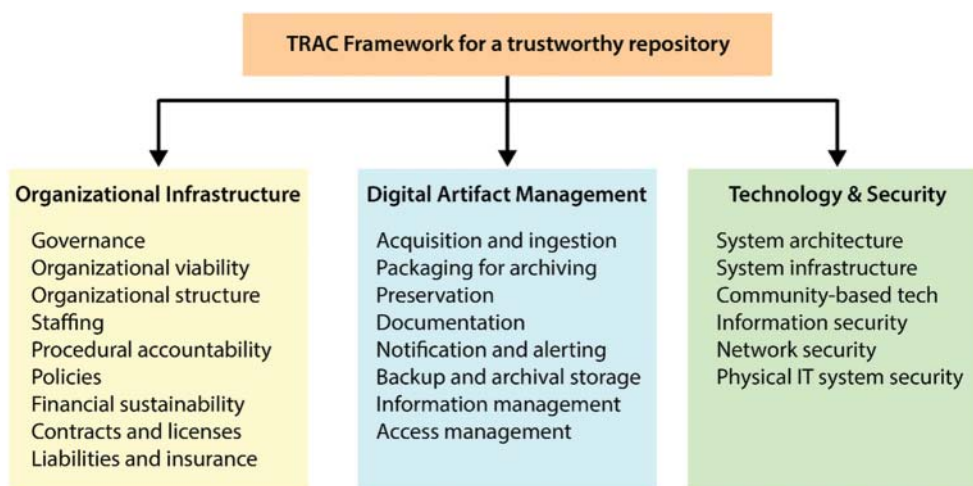 TRAC Framework for a trustworthy repository
Organizational Infrastructure
Governance
Organizational viability
Organizational structure
Staffing
Procedural accountability
Policies
Financial sustainability
Contracts and licenses
Liabilities and insurance
Digital Artifact Management
Acquisition and ingestion
Packaging for archiving
Preservation
Documentation
Notification and alerting
Backup and archival storage
Information management
Access management
Technology & Security
System architecture
System infrastructure
Community-based tech
Information security
Network security
Physical IT system security